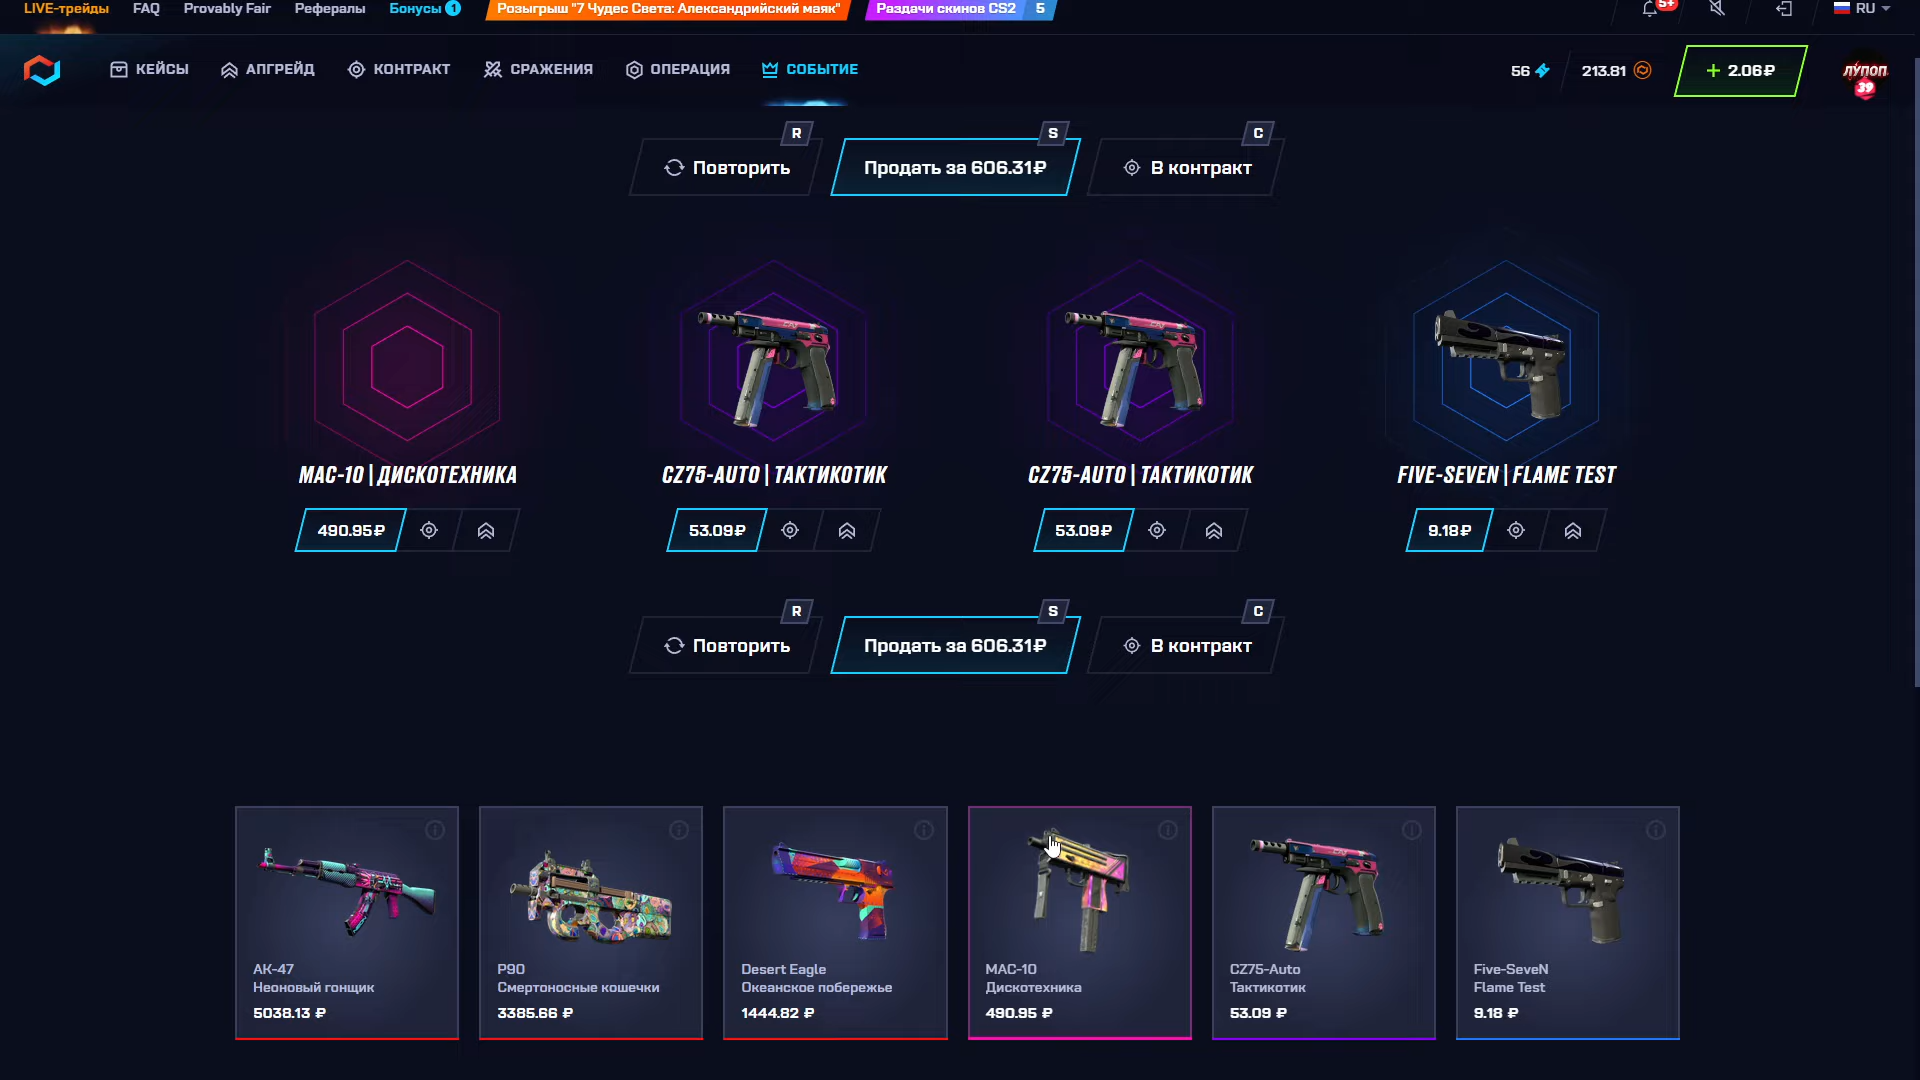 LIVE-трейды FAQ Provably Fair Рефералы Бонусы 1 Розыгрыш "7 Чудес Света: Александрийский маяк" Раздачи скинов CS2 5 5+ RU
КЕЙСЫ АПГРЕЙД КОНТРАКТ СРАЖЕНИЯ ОПЕРАЦИЯ СОБЫТИЕ 56 213.81 + 2.06₽ ЛУПОП
39
R S C
Повторить Продать за 606.31₽ В контракт
MAC-10 | ДИСКОТЕХНИКА CZ75-AUTO | ТАКТИКОТИК CZ75-AUTO | ТАКТИКОТИК FIVE-SEVEN | FLAME TEST
490.95₽ 53.09₽ 53.09₽ 9.18₽
R S C
Повторить Продать за 606.31₽ В контракт
AK-47 P90 Desert Eagle MAC-10 CZ75-Auto Five-SeveN
Неоновый гонщик Смертоносные кошечки Океанское побережье Дискотехника Тактикотик Flame Test
5038.13 ₽ 3385.66 ₽ 1444.82 ₽ 490.95 ₽ 53.09 ₽ 9.18 ₽